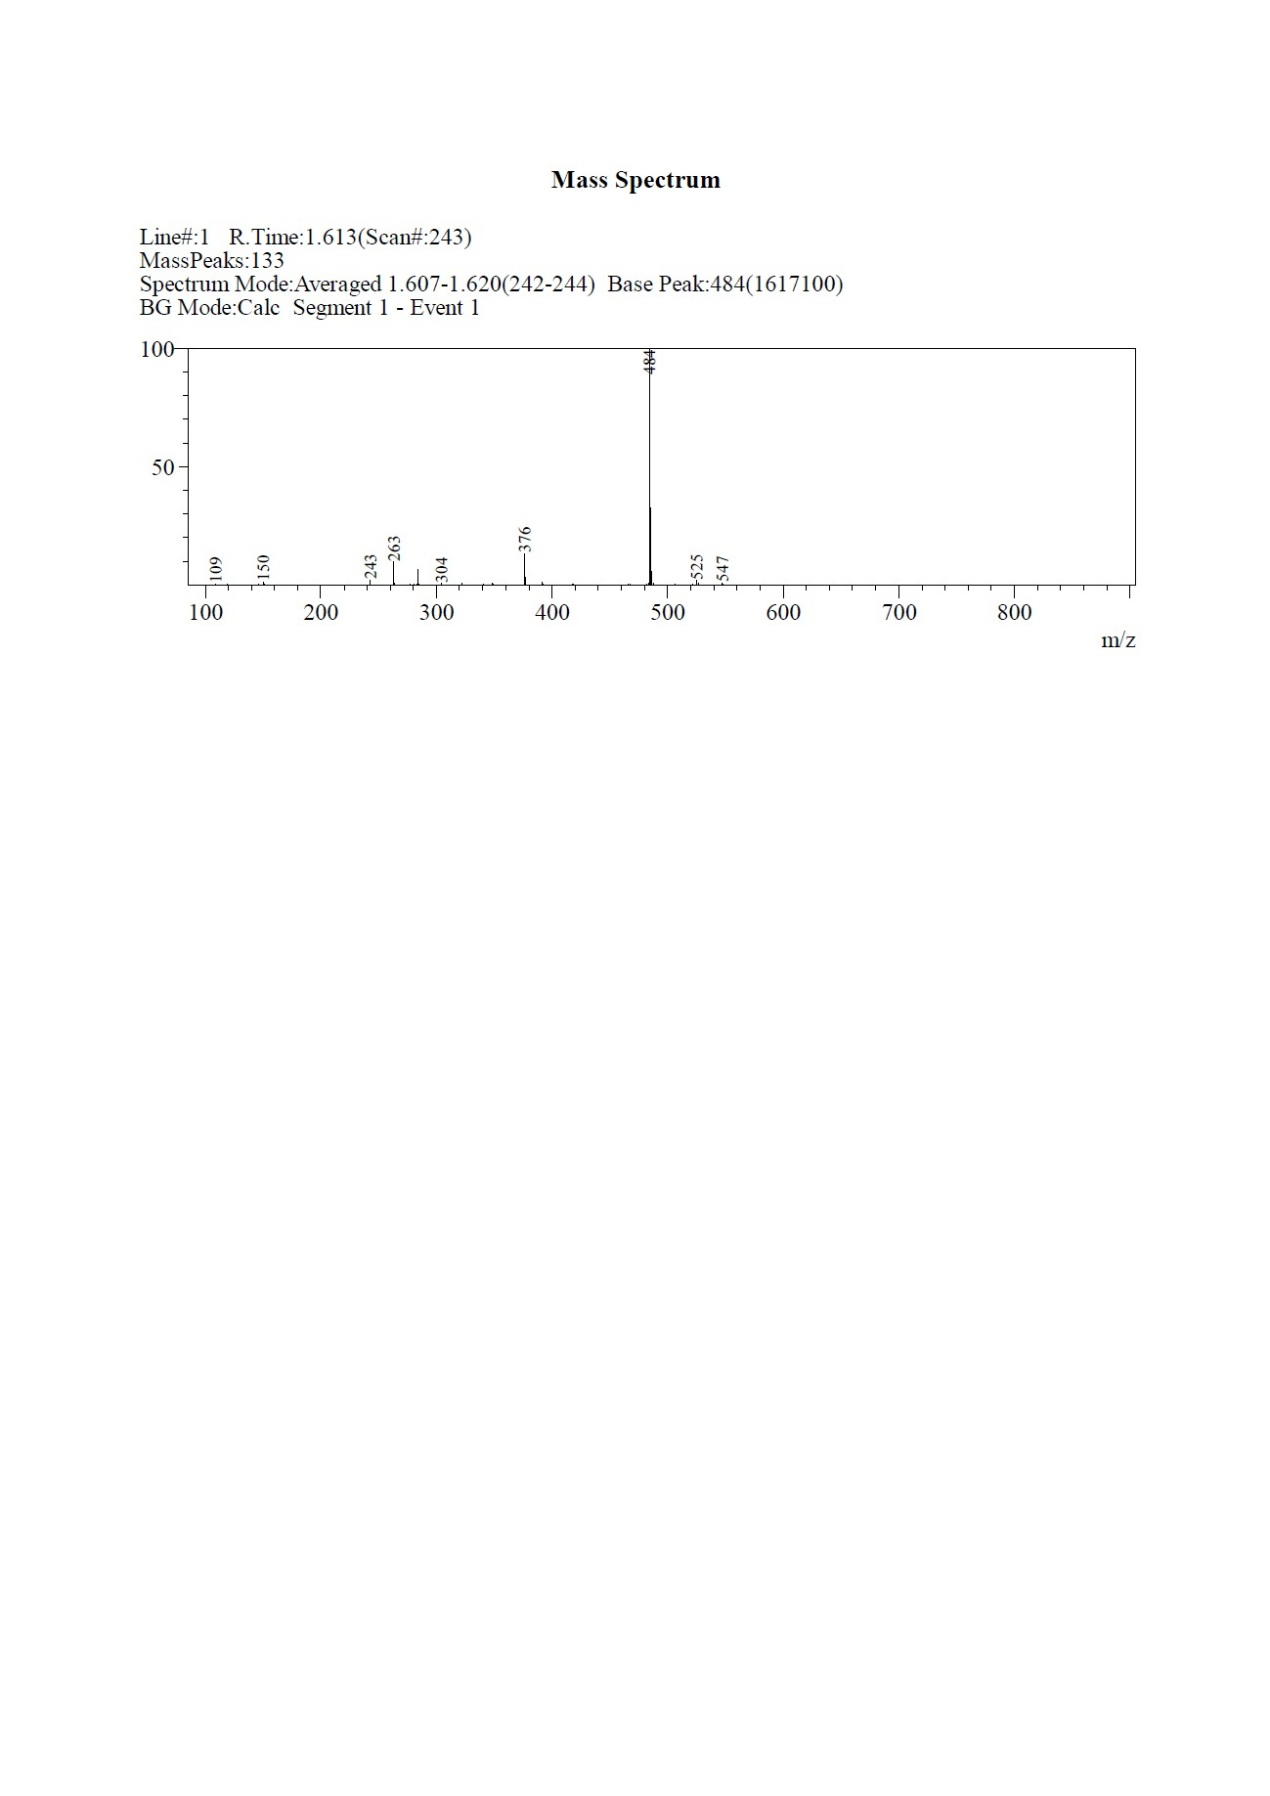 Mass Spectrum
Line#:1 R.Time:1.613(Scan#:243)
MassPeaks:133
Spectrum Mode:Averaged 1.607-1.620(242-244) Base Peak:484(1617100)
BG Mode:Calc Segment 1 - Event 1
100
50
109
150
243
263
304
376
484
525
547
100 200 300 400 500 600 700 800
m/z